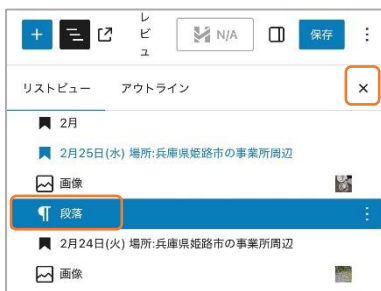 レビュ
N/A
保存
リストビュー アウトライン
2月
2月25日(水) 場所:兵庫県姫路市の事業所周辺
画像
段落
2月24日(火) 場所:兵庫県姫路市の事業所周辺
画像